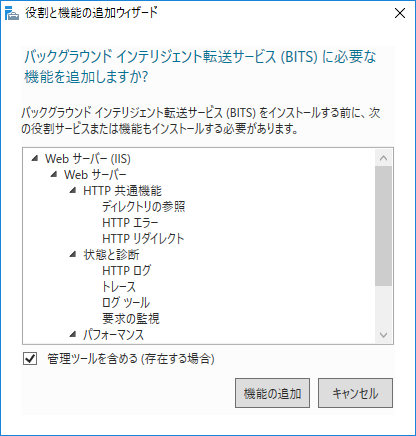 役割と機能の追加ウィザード
バックグラウンド インテリジェント転送サービス (BITS) に必要な
機能を追加しますか?
バックグラウンド インテリジェント転送サービス (BITS) をインストールする前に、次
の役割サービスまたは機能もインストールする必要があります。
Web サーバー (IIS)
Web サーバー
HTTP 共通機能
ディレクトリの参照
HTTP エラー
HTTP リダイレクト
状態と診断
HTTP ログ
トレース
ログ ツール
要求の監視
パフォーマンス
管理ツールを含める (存在する場合)
機能の追加
キャンセル